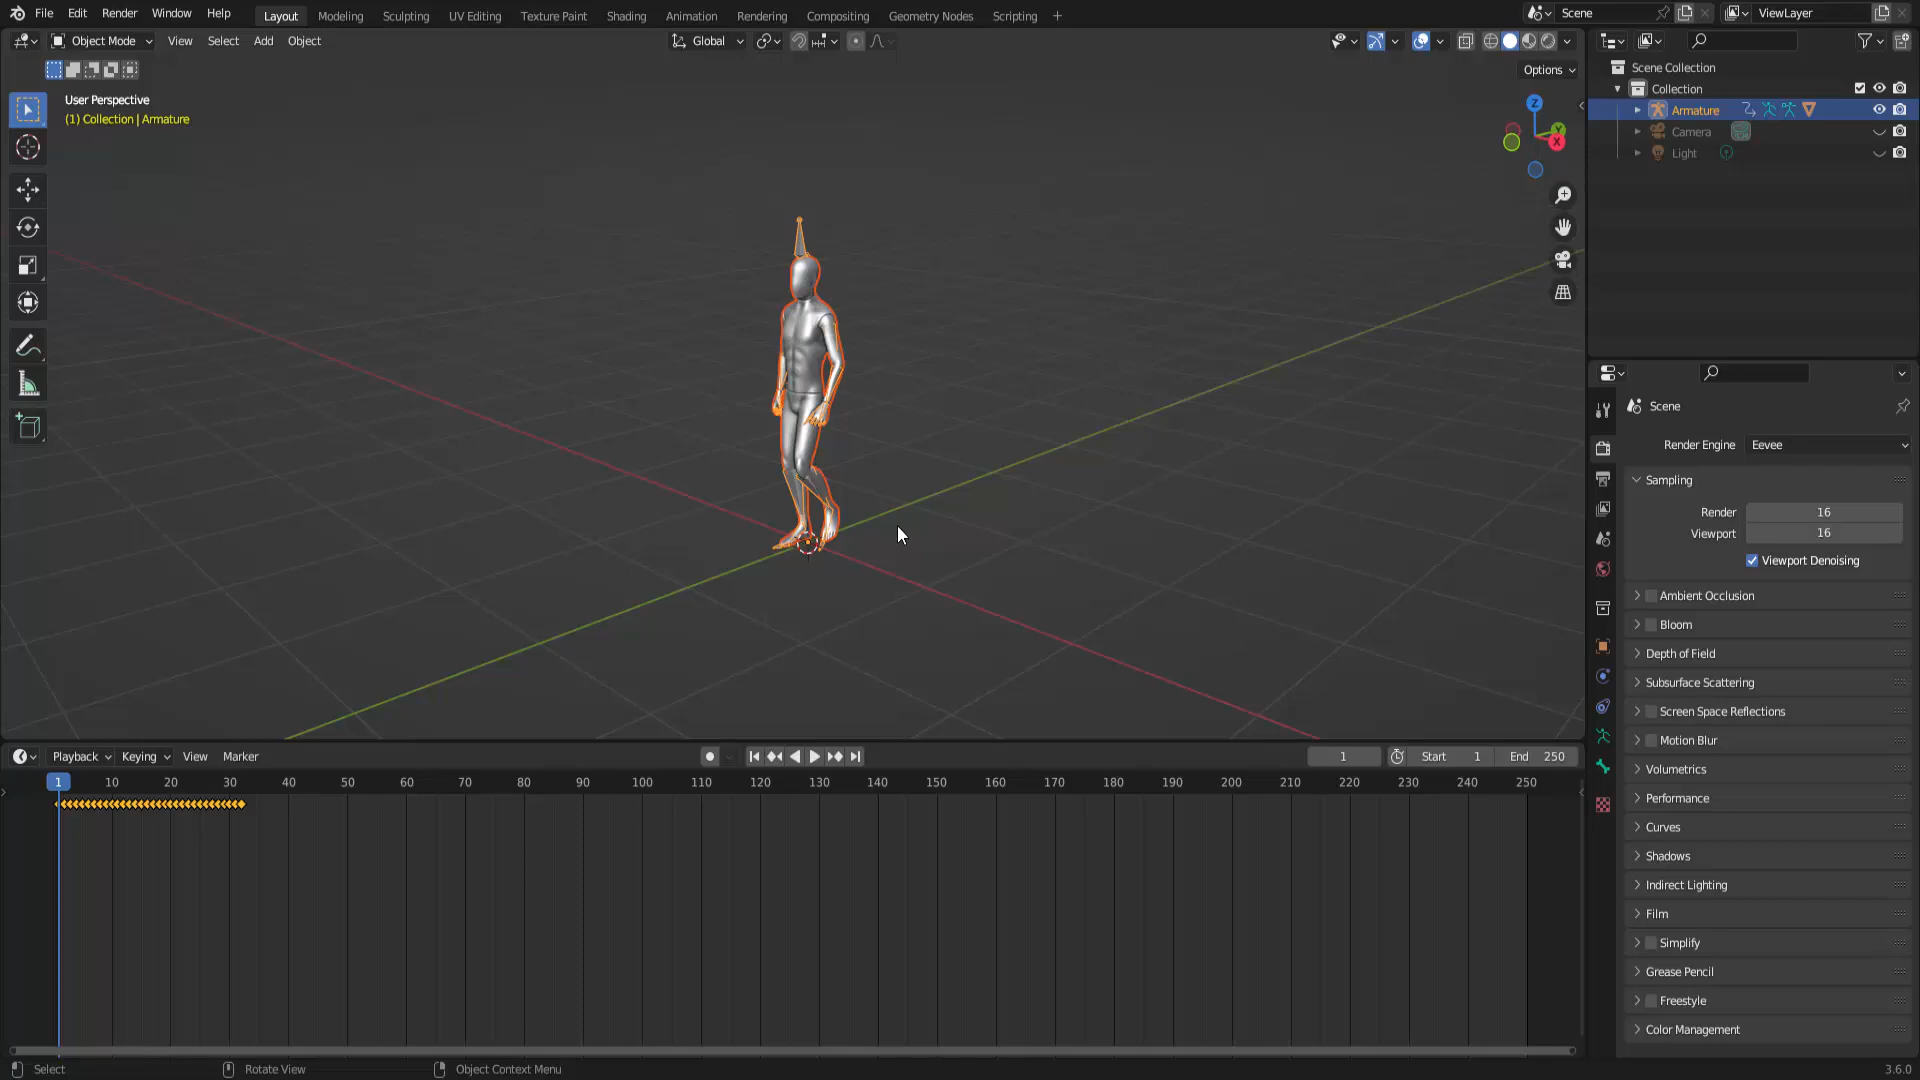 File Edit Render Window Help Layout Modeling Sculpting UV Editing Texture Paint Shading Animation Rendering Compositing Geometry Nodes Scripting + Scene ViewLayer
Object Mode View Select Add Object Global
Options
User Perspective
(1) Collection | Armature
Z
Y
X
Scene Collection
Collection
Armature
Camera
Light
Scene
Render Engine Eevee
Sampling
Render 16
Viewport 16
Viewport Denoising
Ambient Occlusion
Bloom
Depth of Field
Subsurface Scattering
Screen Space Reflections
Motion Blur
Volumetrics
Performance
Curves
Shadows
Indirect Lighting
Film
Simplify
Grease Pencil
Freestyle
Color Management
Playback Keying View Marker 1 Start 1 End 250
1 10 20 30 40 50 60 70 80 90 100 110 120 130 140 150 160 170 180 190 200 210 220 230 240 250
Select Rotate View Object Context Menu 3.6.0